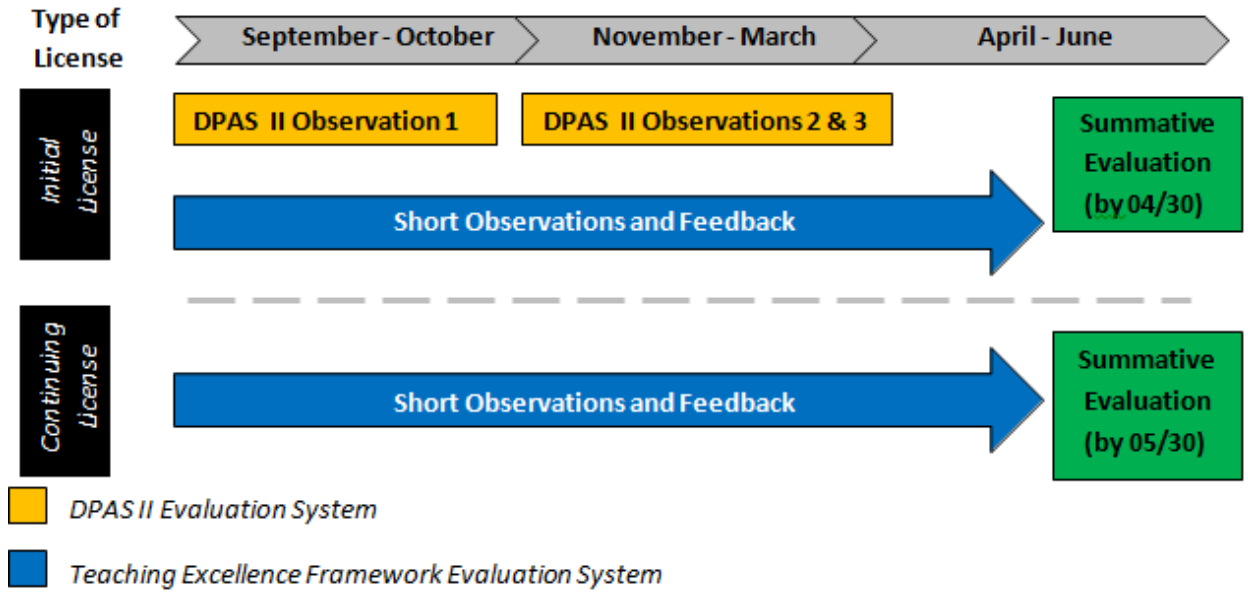 Type of
License
September - October
November - March
April - June
Initial
License
DPAS II Observation 1
DPAS II Observations 2 & 3
Short Observations and Feedback
Summative
Evaluation
(by 04/30)
Continuing
License
Short Observations and Feedback
Summative
Evaluation
(by 05/30)
DPAS II Evaluation System
Teaching Excellence Framework Evaluation System